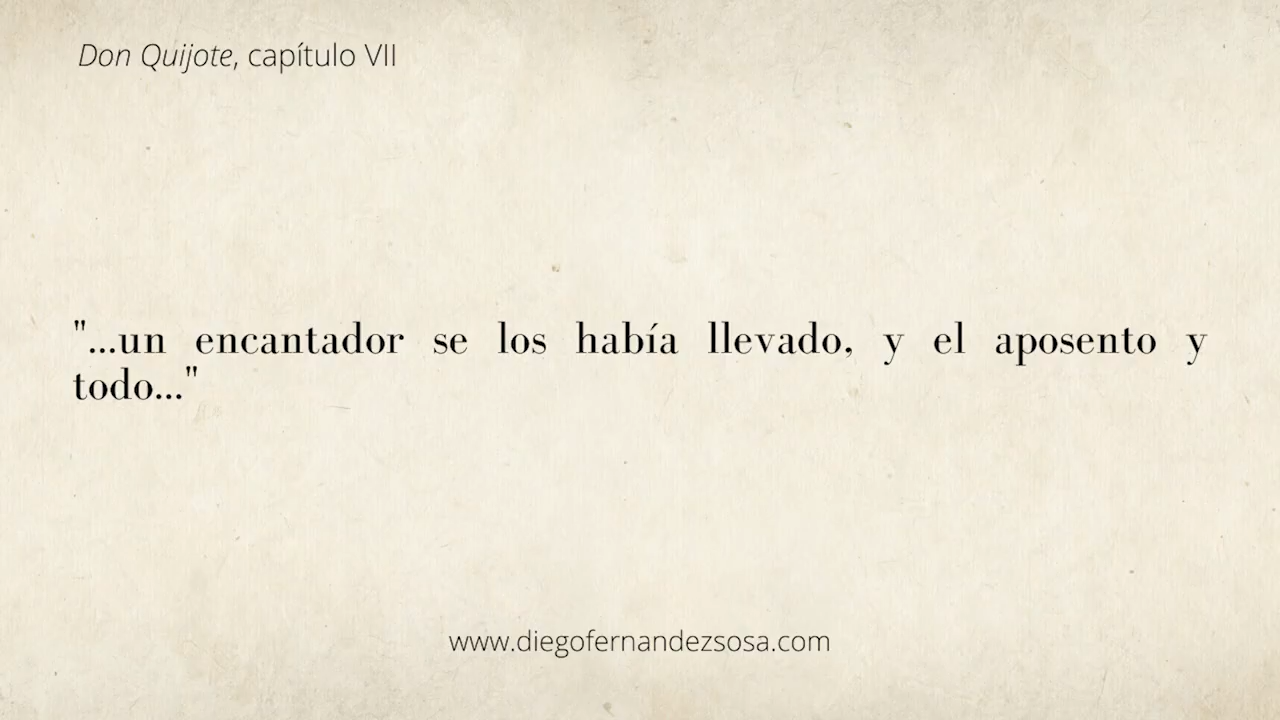 Don Quijote, capítulo VII
"...un encantador se los había llevado, y el aposento y
todo..."
www.diegofernandezsosa.com